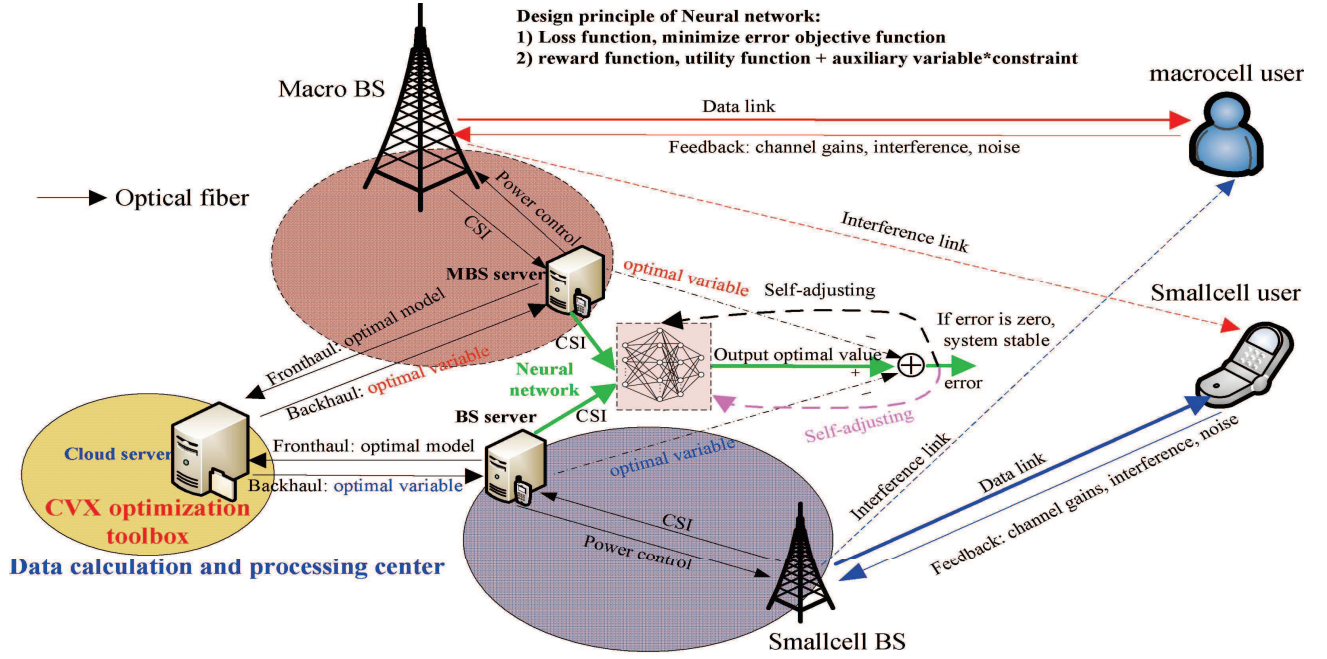 Design principle of Neural network:
1) Loss function, minimize error objective function
2) reward function, utility function + auxiliary variable*constraint
Macro BS
macrocell user
Data link
Feedback: channel gains, interference, noise
Optical fiber
Power control
CSI
Interference link
MBS server
optimal variable
Self-adjusting
Smallcell user
If error is zero,
system stable
Fronthaul: optimal model
CSI
Output optimal value
−
+
−
error
Neural
network
Backhaul: optimal variable
BS server
CSI
Self-adjusting
Cloud server
Fronthaul: optimal model
optimal variable
Interference link
Data link
Feedback: channel gains, interference, noise
Backhaul: optimal variable
CVX optimization
toolbox
CSI
Power control
Data calculation and processing center
Smallcell BS